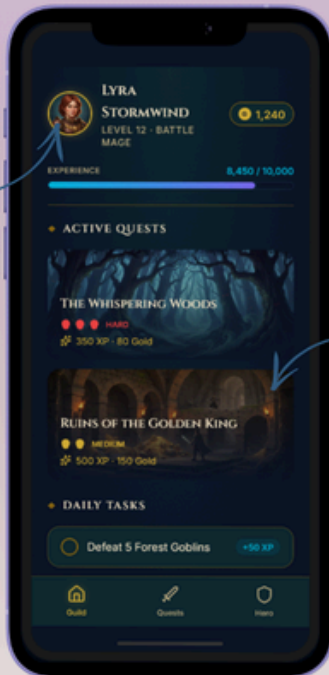 LYRA
STORMWIND
1,240
LEVEL 12 · BATTLE
MAGE
EXPERIENCE
8,450 / 10,000
ACTIVE QUESTS
THE WHISPERING WOODS
HARD
350 XP · 80 Gold
RUINS OF THE GOLDEN KING
MEDIUM
500 XP · 150 Gold
DAILY TASKS
Defeat 5 Forest Goblins
+50 XP
Guild
Quests
Hero